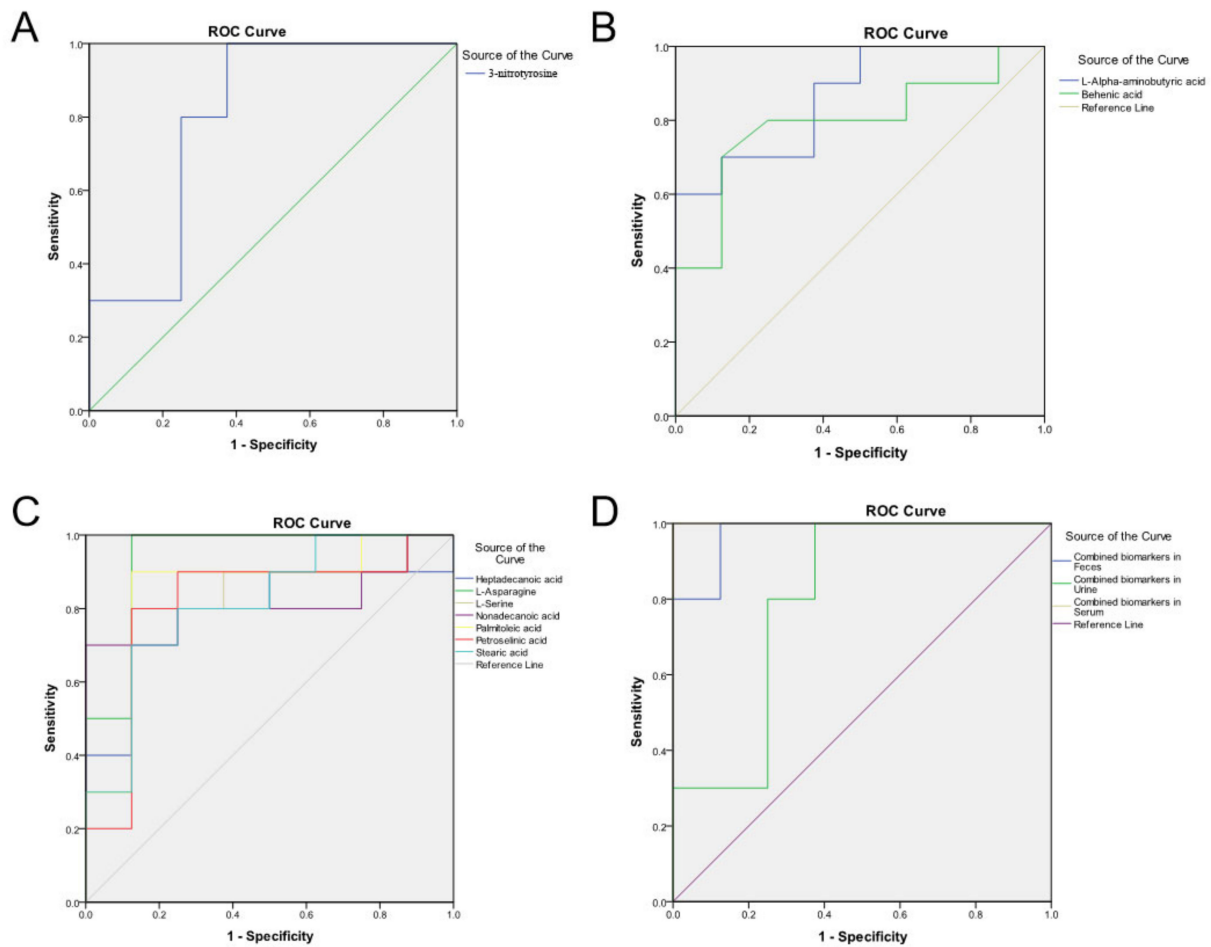 A
ROC Curve
Source of the Curve
3-nitrotyrosine
1.0
0.8
0.6
0.4
0.2
0.0
Sensitivity
0.0 0.2 0.4 0.6 0.8 1.0
1 - Specificity
B
ROC Curve
Source of the Curve
L-Alpha-aminobutyric acid
Behenic acid
Reference Line
1.0
0.8
0.6
0.4
0.2
0.0
Sensitivity
0.0 0.2 0.4 0.6 0.8 1.0
1 - Specificity
C
ROC Curve
Source of the
Curve
Heptadecanoic acid
L-Asparagine
L-Serine
Nonadecanoic acid
Palmitoleic acid
Petroselinic acid
Stearic acid
Reference Line
1.0
0.8
0.6
0.4
0.2
0.0
Sensitivity
0.0 0.2 0.4 0.6 0.8 1.0
1 - Specificity
D
ROC Curve
Source of the Curve
Combined biomarkers in
Feces
Combined biomarkers in
Urine
Combined biomarkers in
Serum
Reference Line
1.0
0.8
0.6
0.4
0.2
0.0
Sensitivity
0.0 0.2 0.4 0.6 0.8 1.0
1 - Specificity